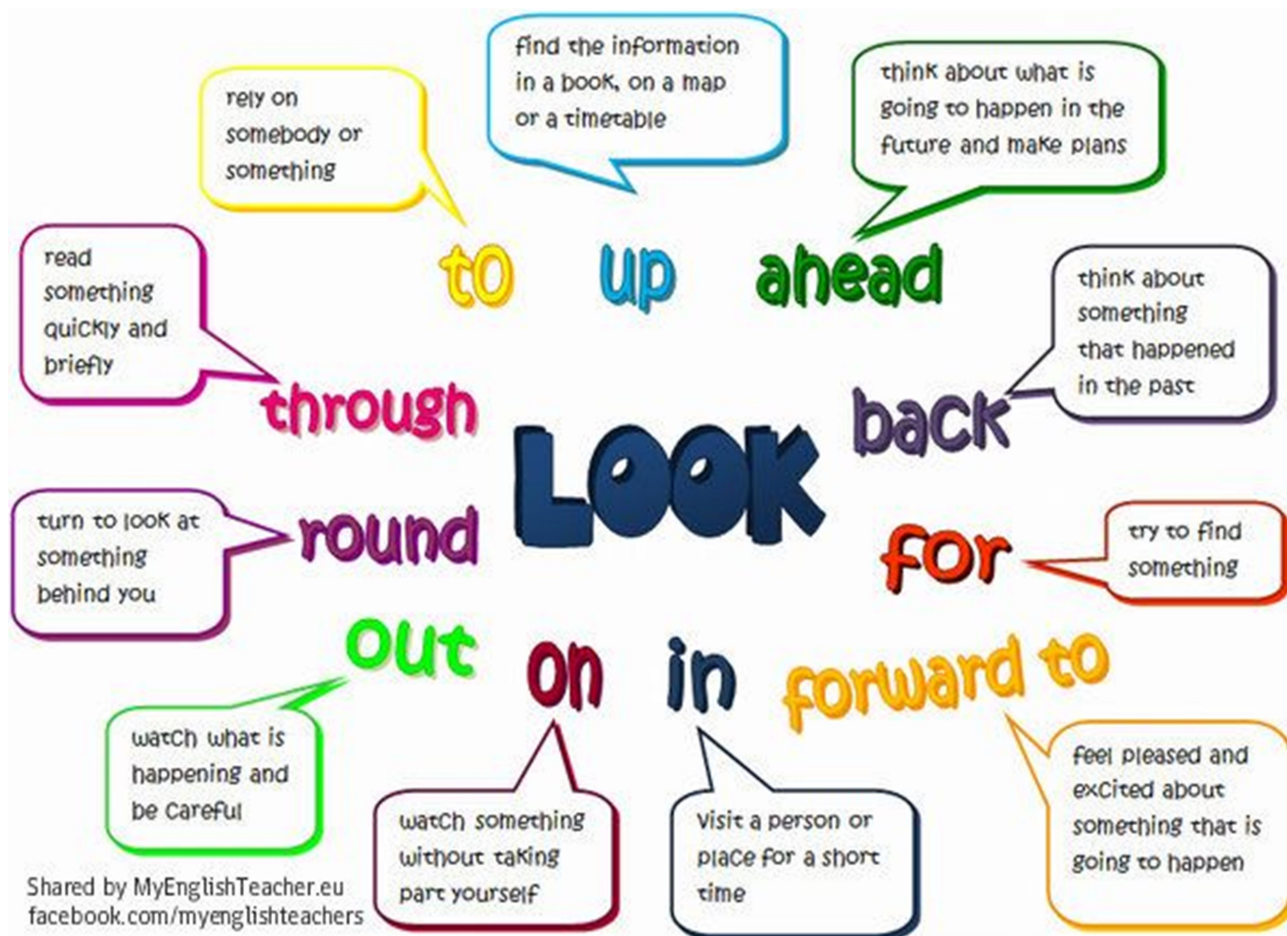 find the information
in a book, on a map
or a timetable
think about what is
going to happen in the
future and make plans
rely on
somebody or
something
to
up
ahead
read
something
quickly and
briefly
think about
something
that happened
in the past
through
back
LOOK
turn to look at
something
behind you
round
for
try to find
something
out
on
in
forward to
watch what is
happening and
be careful
watch something
without taking
part yourself
visit a person or
place for a short
time
feel pleased and
excited about
something that is
going to happen
Shared by MyEnglishTeacher.eu
facebook.com/myenglishteachers